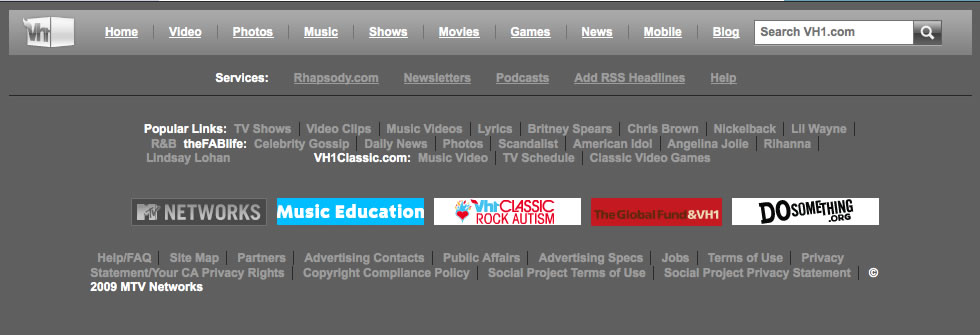 Vh1 Home Video Photos Music Shows Movies Games News Mobile Blog Search VH1.com
Services: Rhapsody.com Newsletters Podcasts Add RSS Headlines Help
Popular Links: TV Shows | Video Clips | Music Videos | Lyrics | Britney Spears | Chris Brown | Nickelback | Lil Wayne |
R&B theFABlife: Celebrity Gossip | Daily News | Photos | Scandalist | American Idol | Angelina Jolie | Rihanna |
Lindsay Lohan VH1Classic.com: Music Video | TV Schedule | Classic Video Games
MTV NETWORKS Music Education Vh1 CLASSIC The Global Fund &VH1 DO SOMETHING
ROCK AUTISM .ORG
Help/FAQ | Site Map | Partners | Advertising Contacts | Public Affairs | Advertising Specs | Jobs | Terms of Use | Privacy
Statement/Your CA Privacy Rights | Copyright Compliance Policy | Social Project Terms of Use | Social Project Privacy Statement | ©
2009 MTV Networks